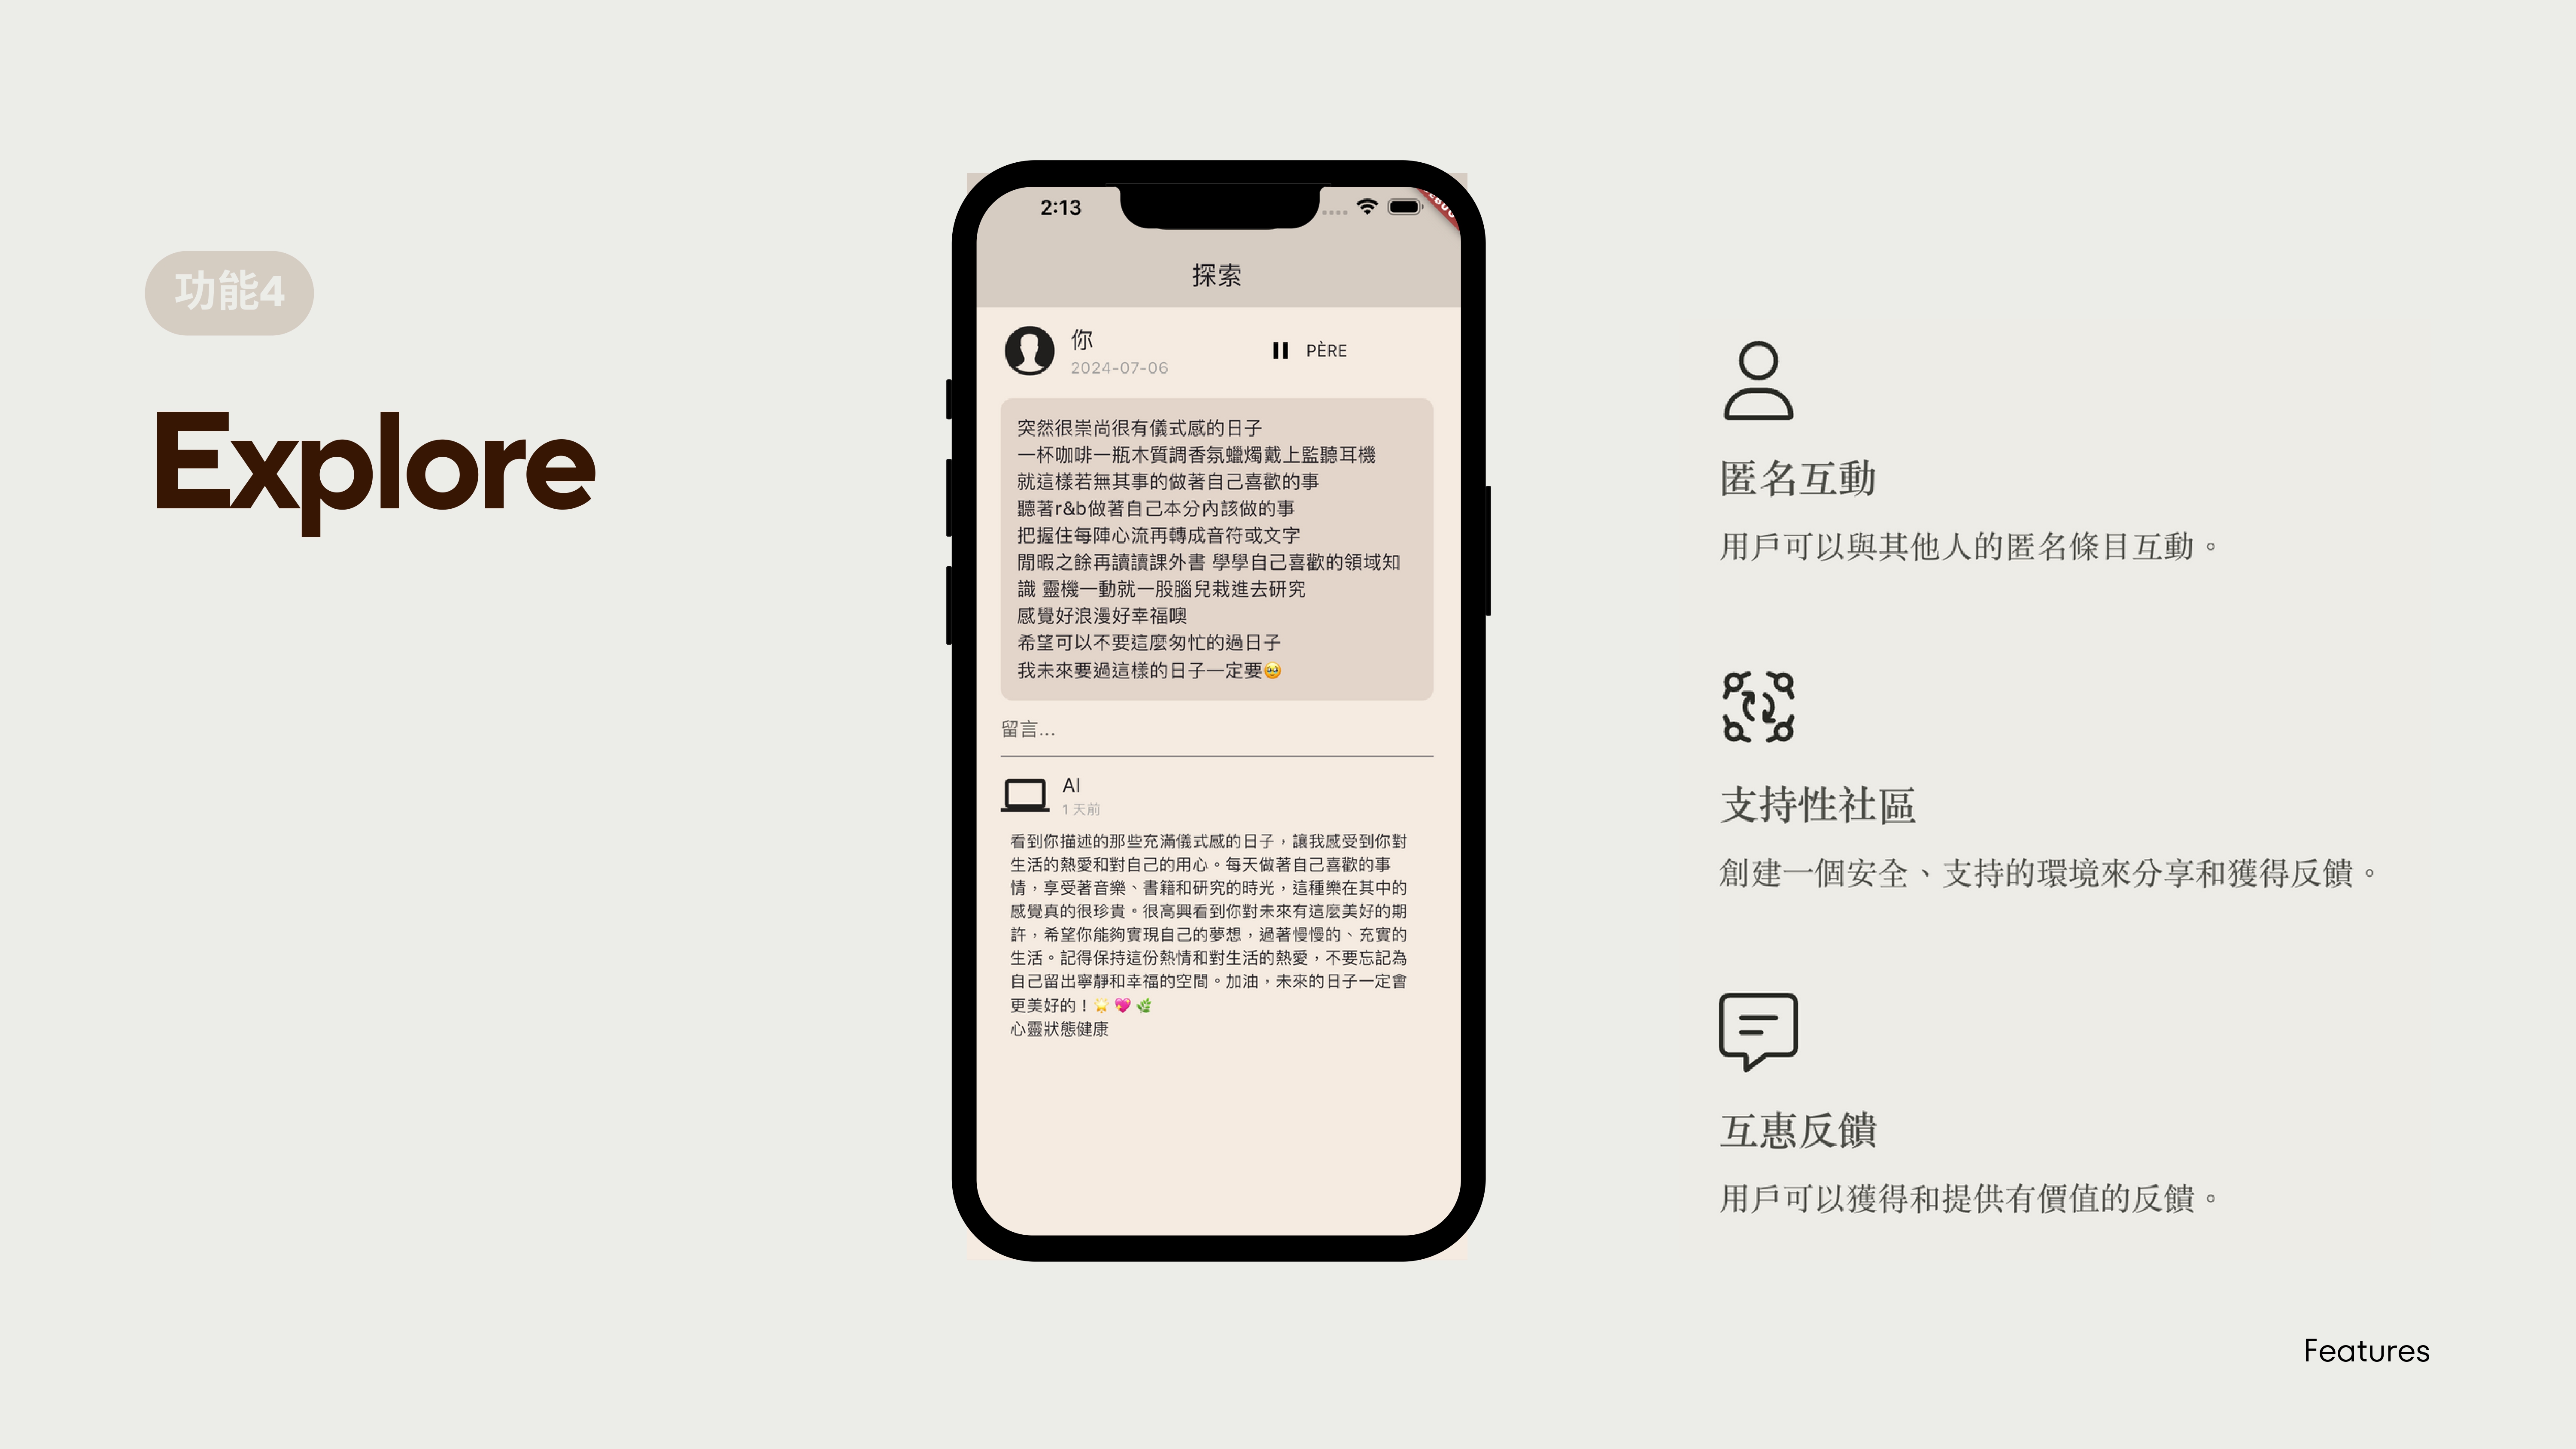 功能4
Explore
2:13
探索
你
2024-07-06
PÈRE
突然很崇尚很有儀式感的日子
一杯咖啡一瓶木質調香氛蠟燭戴上監聽耳機
就這樣若無其事的做著自己喜歡的事
聽著r&b做著自己本分內該做的事
把握住每陣心流再轉成音符或文字
閒暇之餘再讀讀課外書 學學自己喜歡的領域知
識 靈機一動就一股腦兒栽進去研究
感覺好浪漫好幸福噢
希望可以不要這麼匆忙的過日子
我未來要過這樣的日子一定要🥹
留言...
AI
1 天前
看到你描述的那些充滿儀式感的日子，讓我感受到你對
生活的熱愛和對自己的用心。每天做著自己喜歡的事
情，享受著音樂、書籍和研究的時光，這種樂在其中的
感覺真的很珍貴。很高興看到你對未來有這麼美好的期
許，希望你能夠實現自己的夢想，過著慢慢的、充實的
生活。記得保持這份熱情和對生活的熱愛，不要忘記為
自己留出寧靜和幸福的空間。加油，未來的日子一定會
更美好的！🌟 💖 🌿
心靈狀態健康
匿名互動
用戶可以與其他人的匿名條目互動。
支持性社區
創建一個安全、支持的環境來分享和獲得反饋。
互惠反饋
用戶可以獲得和提供有價值的反饋。
Features